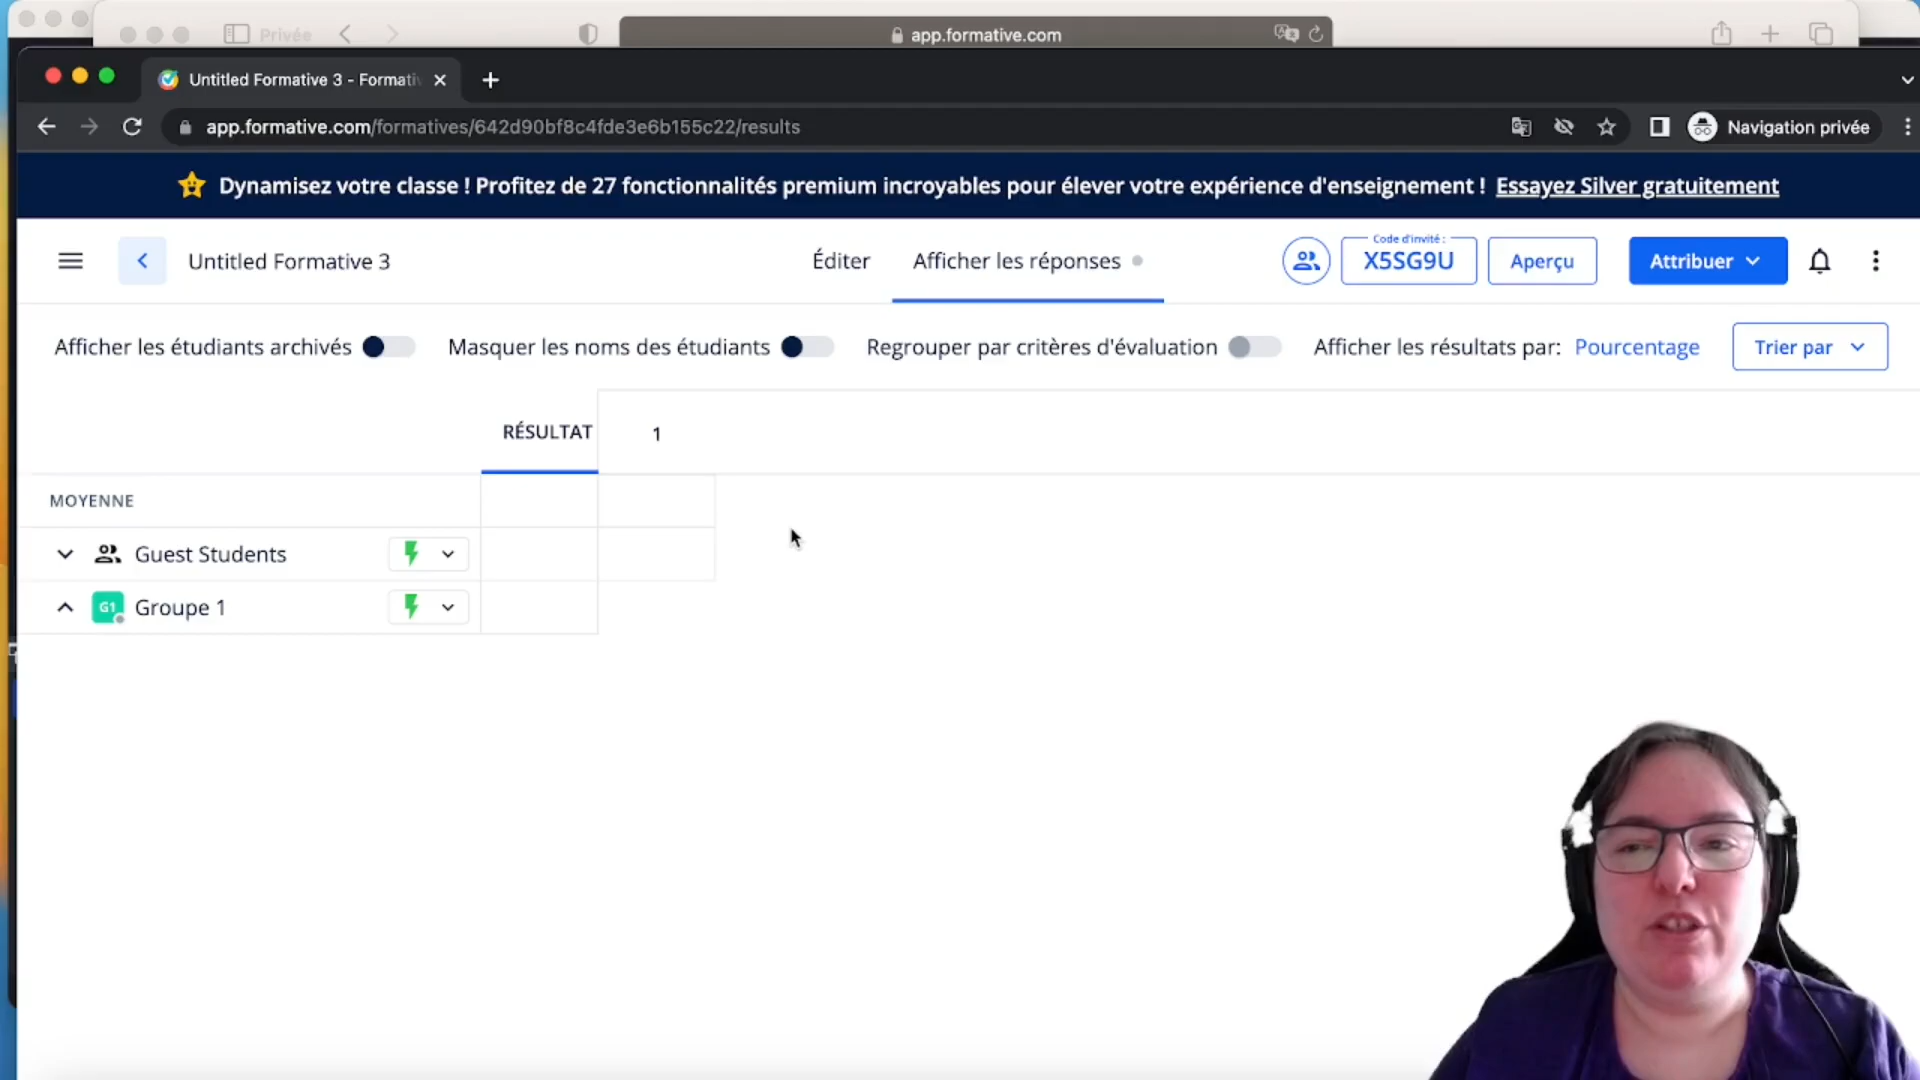 Privée
app.formative.com
Untitled Formative 3 - Formati
app.formative.com/formatives/642d90bf8c4fde3e6b155c22/results
Navigation privée
Dynamisez votre classe ! Profitez de 27 fonctionnalités premium incroyables pour élever votre expérience d'enseignement ! Essayez Silver gratuitement
Untitled Formative 3
Éditer
Afficher les réponses
Code d'invité :
X5SG9U
Aperçu
Attribuer
Afficher les étudiants archivés
Masquer les noms des étudiants
Regrouper par critères d'évaluation
Afficher les résultats par: Pourcentage
Trier par
RÉSULTAT
1
MOYENNE
Guest Students
G1
Groupe 1